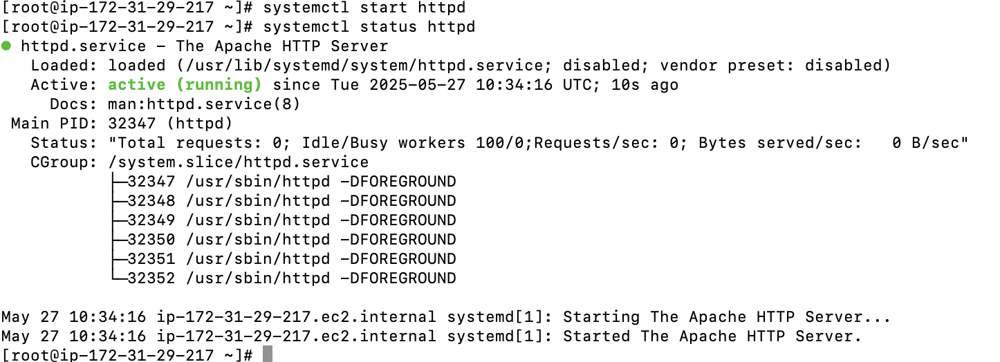 [root@ip-172-31-29-217 ~]# systemctl start httpd
[root@ip-172-31-29-217 ~]# systemctl status httpd
● httpd.service – The Apache HTTP Server
   Loaded: loaded (/usr/lib/systemd/system/httpd.service; disabled; vendor preset: disabled)
   Active: active (running) since Tue 2025-05-27 10:34:16 UTC; 10s ago
     Docs: man:httpd.service(8)
 Main PID: 32347 (httpd)
   Status: "Total requests: 0; Idle/Busy workers 100/0;Requests/sec: 0; Bytes served/sec:   0 B/sec"
   CGroup: /system.slice/httpd.service
           ├─32347 /usr/sbin/httpd -DFOREGROUND
           ├─32348 /usr/sbin/httpd -DFOREGROUND
           ├─32349 /usr/sbin/httpd -DFOREGROUND
           ├─32350 /usr/sbin/httpd -DFOREGROUND
           ├─32351 /usr/sbin/httpd -DFOREGROUND
           └─32352 /usr/sbin/httpd -DFOREGROUND

May 27 10:34:16 ip-172-31-29-217.ec2.internal systemd[1]: Starting The Apache HTTP Server...
May 27 10:34:16 ip-172-31-29-217.ec2.internal systemd[1]: Started The Apache HTTP Server.
[root@ip-172-31-29-217 ~]#